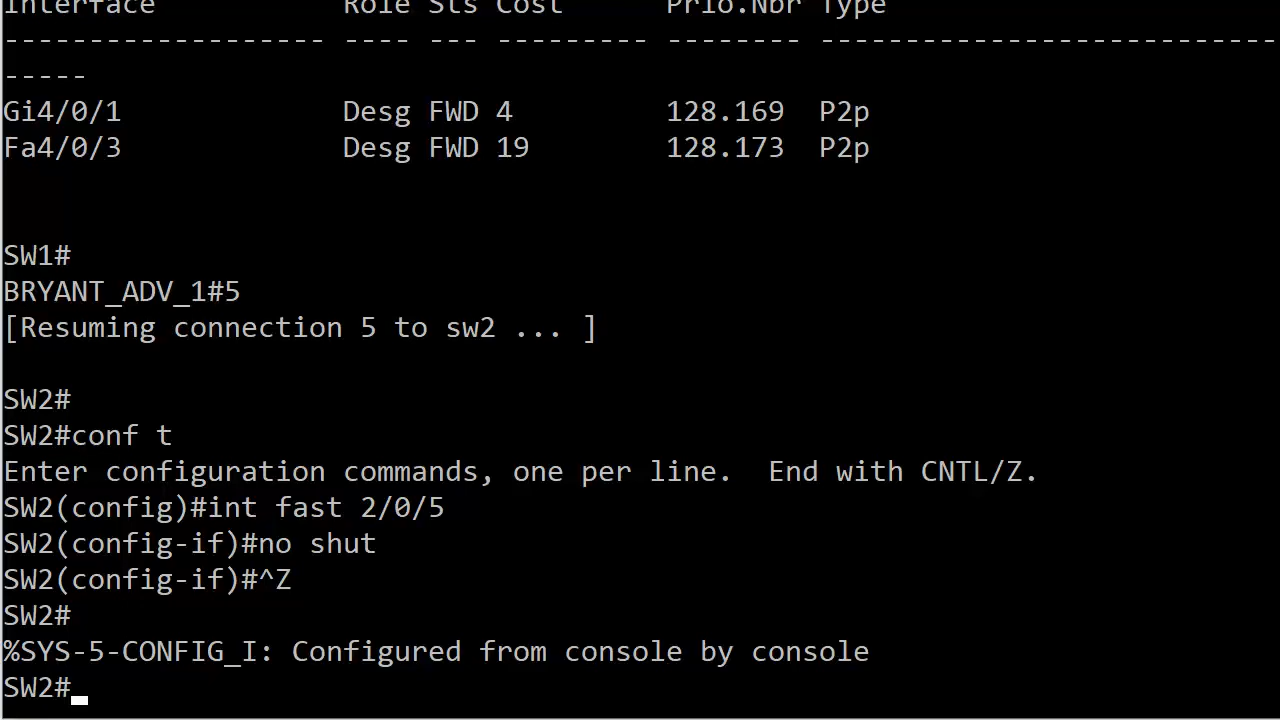 Interface Role Sts Cost Prio.Nbr Type
------------------- ---- --- --------- -------- ---------------------------
-----
Gi4/0/1 Desg FWD 4 128.169 P2p
Fa4/0/3 Desg FWD 19 128.173 P2p
SW1#
BRYANT_ADV_1#5
[Resuming connection 5 to sw2 ... ]
SW2#
SW2#conf t
Enter configuration commands, one per line.  End with CNTL/Z.
SW2(config)#int fast 2/0/5
SW2(config-if)#no shut
SW2(config-if)#^Z
SW2#
%SYS-5-CONFIG_I: Configured from console by console
SW2#